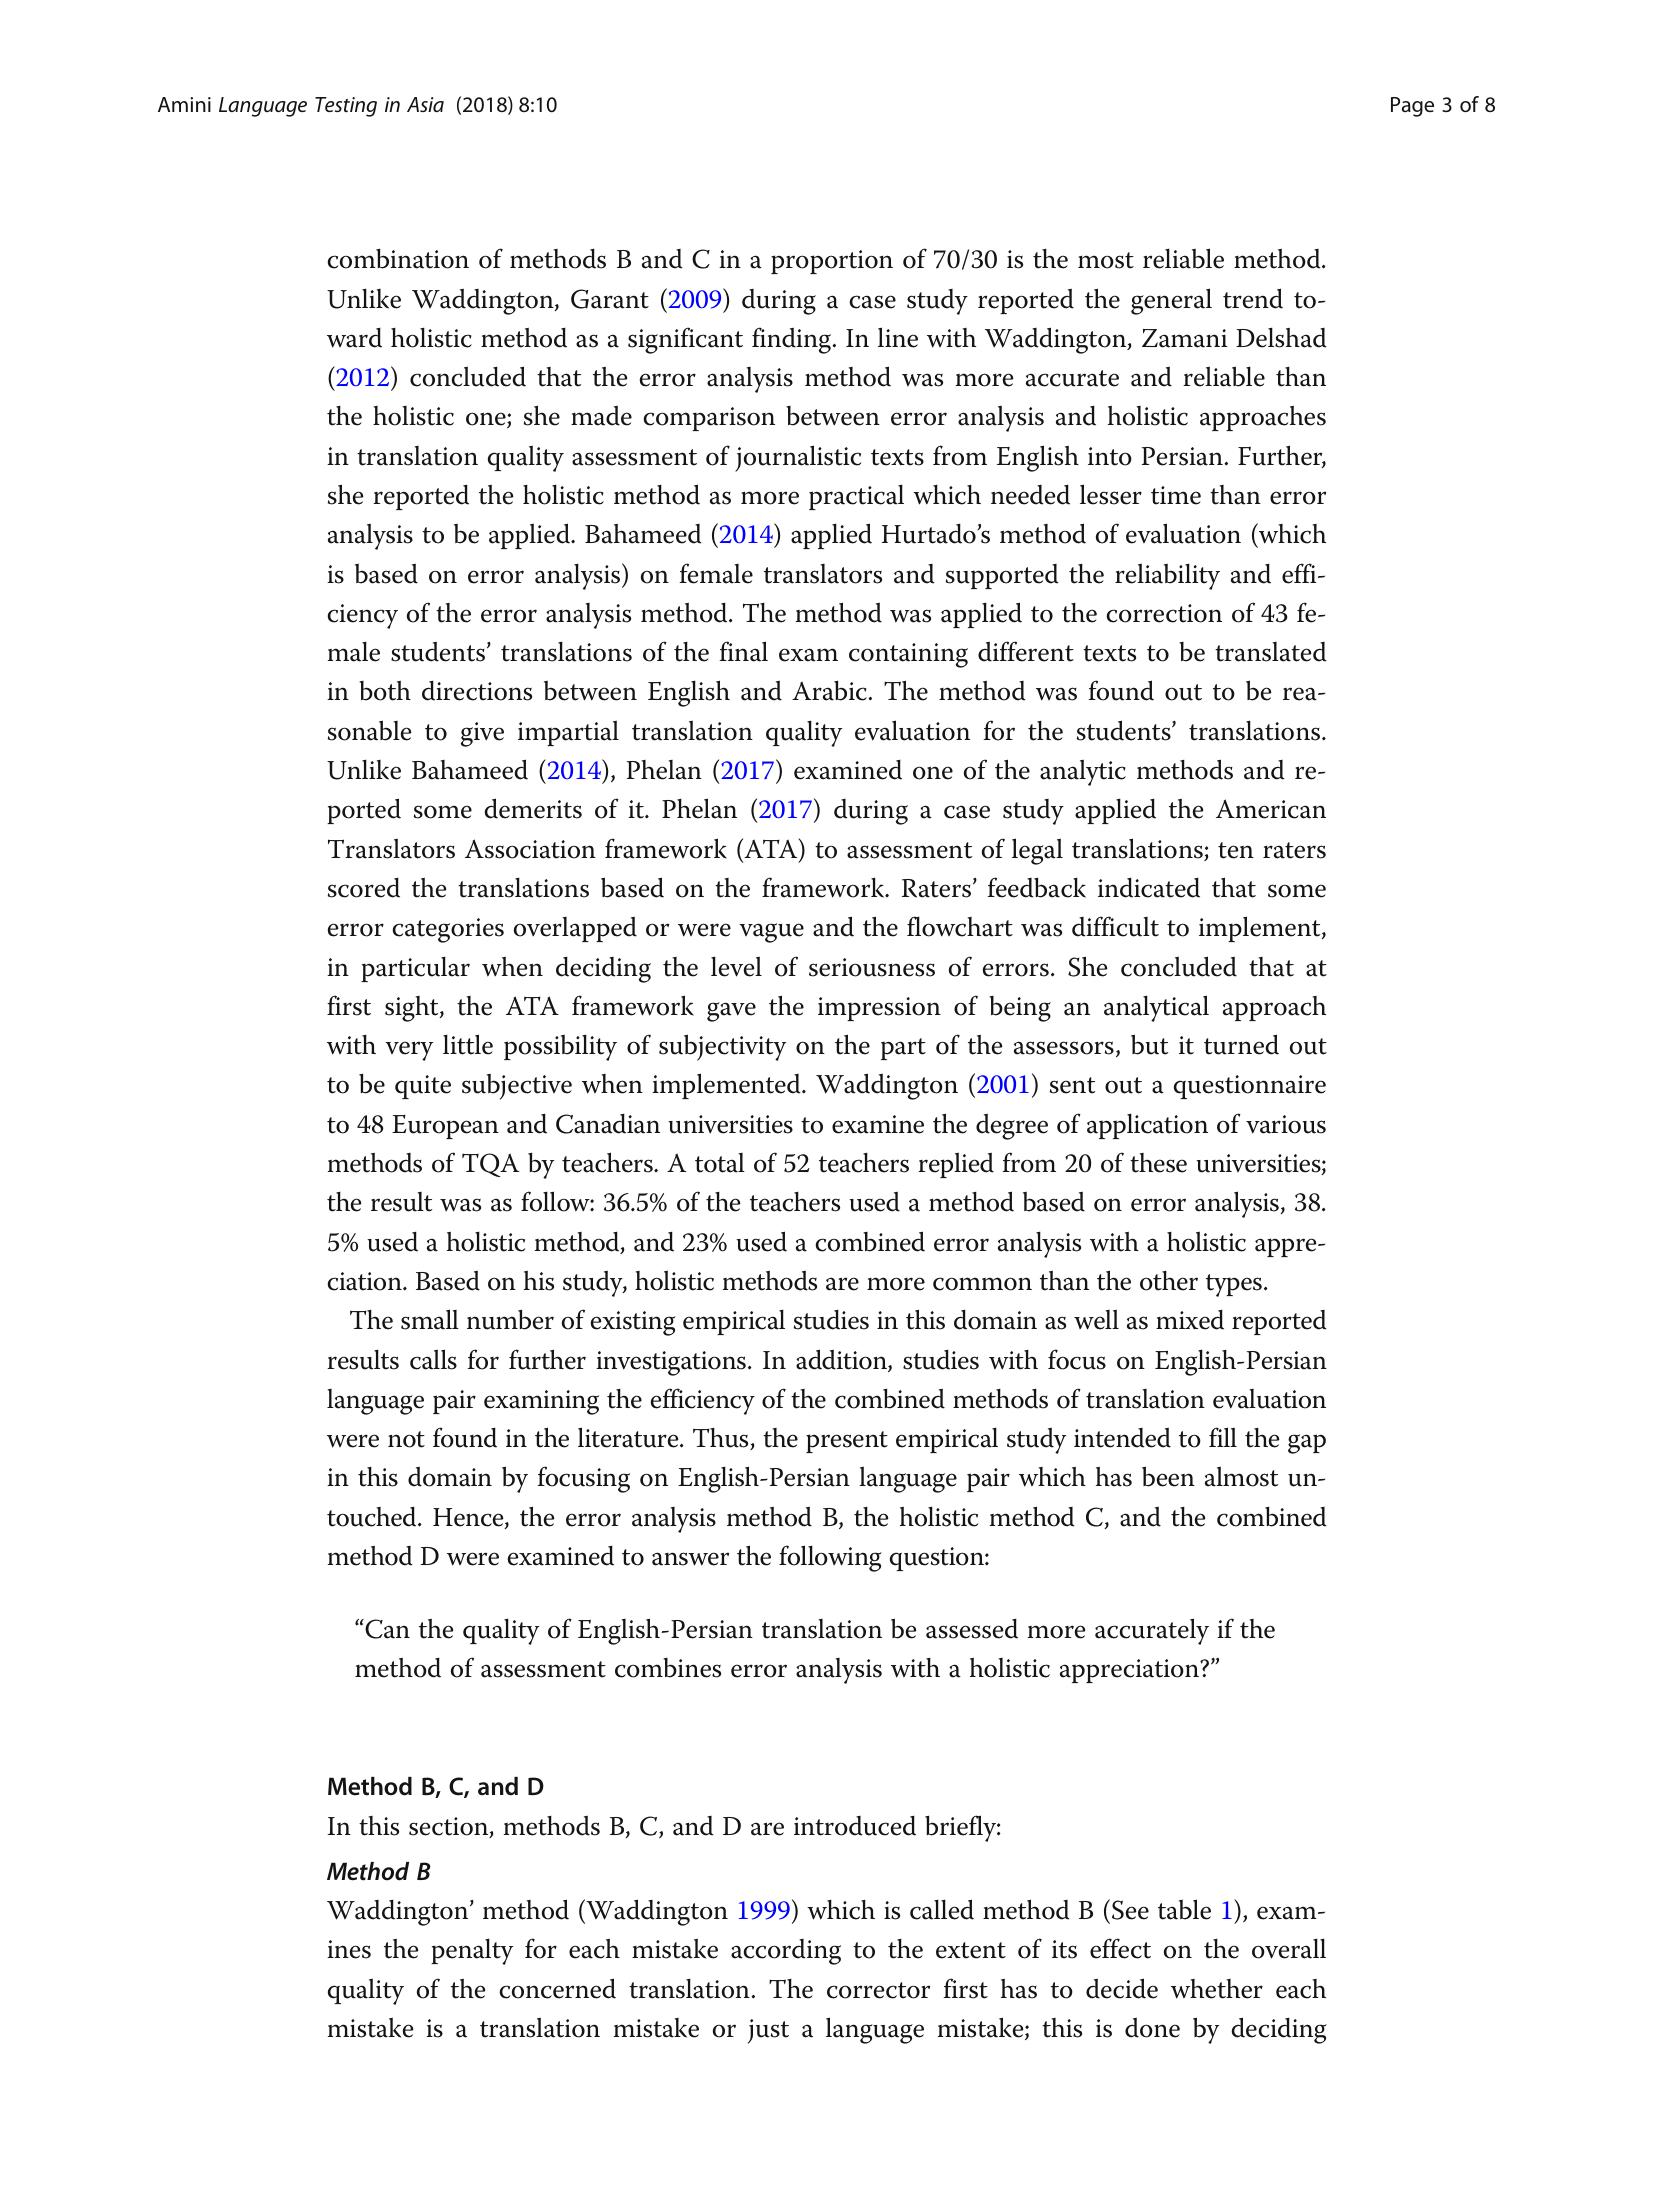 Amini Language Testing in Asia (2018) 8:10
Page 3 of 8
combination of methods B and C in a proportion of 70/30 is the most reliable method.
Unlike Waddington, Garant (2009) during a case study reported the general trend to-
ward holistic method as a significant finding. In line with Waddington, Zamani Delshad
(2012) concluded that the error analysis method was more accurate and reliable than
the holistic one; she made comparison between error analysis and holistic approaches
in translation quality assessment of journalistic texts from English into Persian. Further,
she reported the holistic method as more practical which needed lesser time than error
analysis to be applied. Bahameed (2014) applied Hurtado’s method of evaluation (which
is based on error analysis) on female translators and supported the reliability and effi-
ciency of the error analysis method. The method was applied to the correction of 43 fe-
male students’ translations of the final exam containing different texts to be translated
in both directions between English and Arabic. The method was found out to be rea-
sonable to give impartial translation quality evaluation for the students’ translations.
Unlike Bahameed (2014), Phelan (2017) examined one of the analytic methods and re-
ported some demerits of it. Phelan (2017) during a case study applied the American
Translators Association framework (ATA) to assessment of legal translations; ten raters
scored the translations based on the framework. Raters’ feedback indicated that some
error categories overlapped or were vague and the flowchart was difficult to implement,
in particular when deciding the level of seriousness of errors. She concluded that at
first sight, the ATA framework gave the impression of being an analytical approach
with very little possibility of subjectivity on the part of the assessors, but it turned out
to be quite subjective when implemented. Waddington (2001) sent out a questionnaire
to 48 European and Canadian universities to examine the degree of application of various
methods of TQA by teachers. A total of 52 teachers replied from 20 of these universities;
the result was as follow: 36.5% of the teachers used a method based on error analysis, 38.
5% used a holistic method, and 23% used a combined error analysis with a holistic appre-
ciation. Based on his study, holistic methods are more common than the other types.
The small number of existing empirical studies in this domain as well as mixed reported
results calls for further investigations. In addition, studies with focus on English-Persian
language pair examining the efficiency of the combined methods of translation evaluation
were not found in the literature. Thus, the present empirical study intended to fill the gap
in this domain by focusing on English-Persian language pair which has been almost un-
touched. Hence, the error analysis method B, the holistic method C, and the combined
method D were examined to answer the following question:
“Can the quality of English-Persian translation be assessed more accurately if the
method of assessment combines error analysis with a holistic appreciation?”
Method B, C, and D
In this section, methods B, C, and D are introduced briefly:
Method B
Waddington’ method (Waddington 1999) which is called method B (See table 1), exam-
ines the penalty for each mistake according to the extent of its effect on the overall
quality of the concerned translation. The corrector first has to decide whether each
mistake is a translation mistake or just a language mistake; this is done by deciding